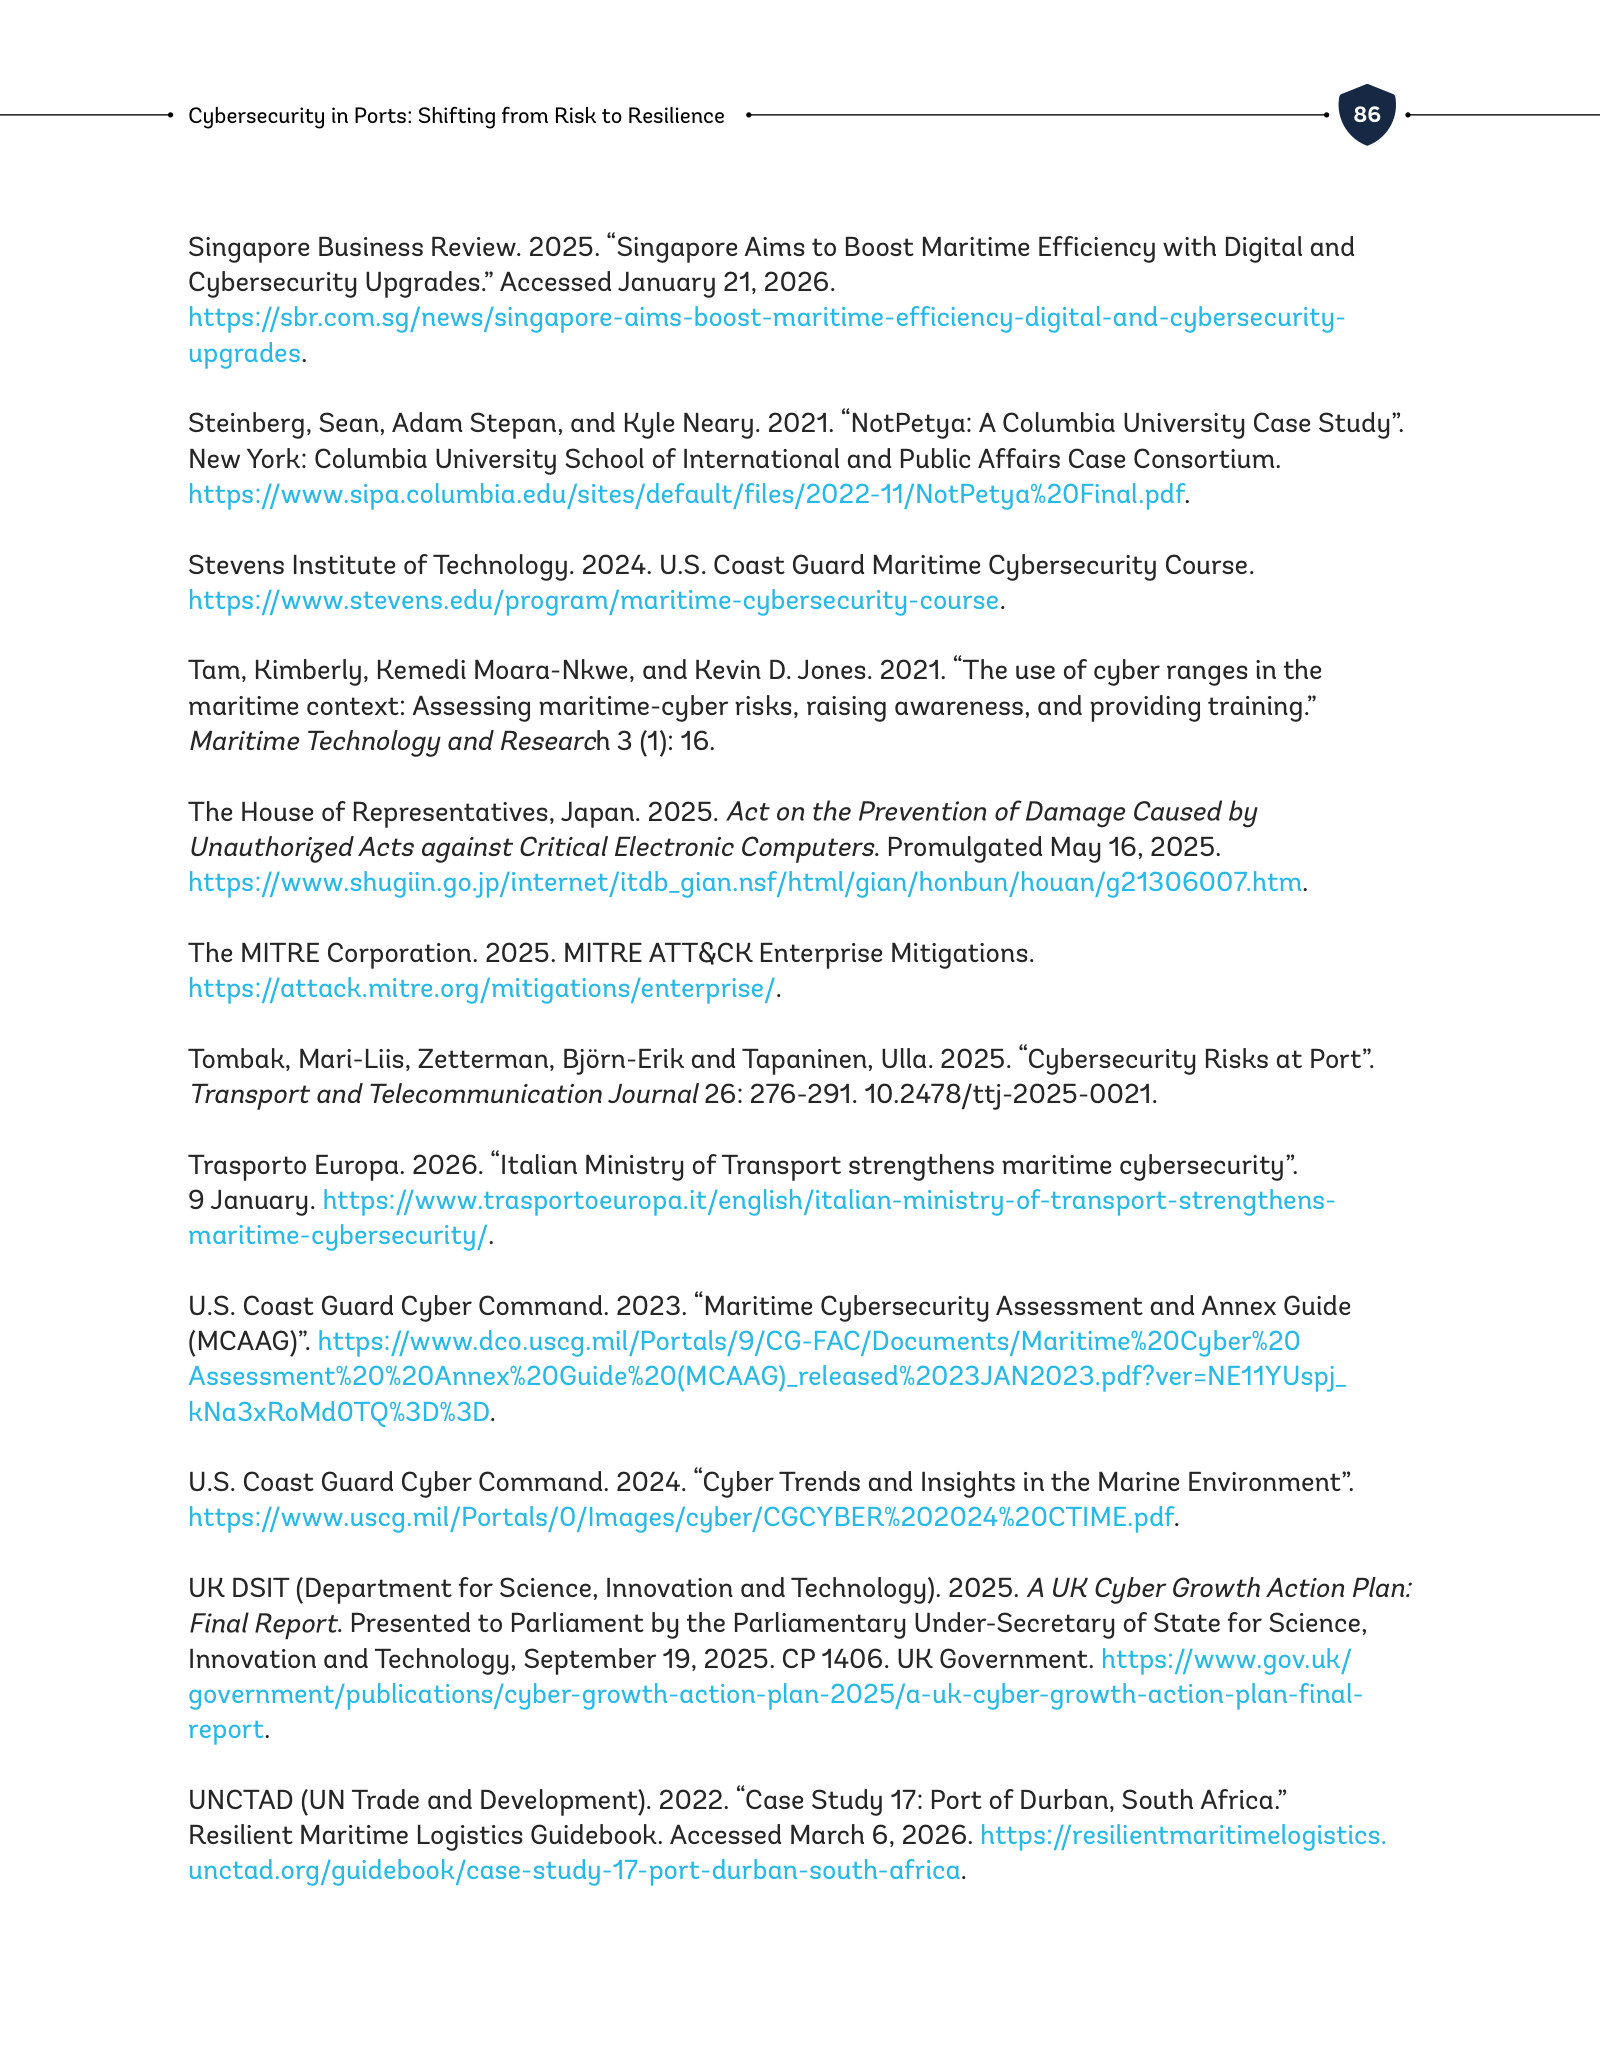 Cybersecurity in Ports: Shifting from Risk to Resilience
86
Singapore Business Review. 2025. “Singapore Aims to Boost Maritime Efficiency with Digital and
Cybersecurity Upgrades.” Accessed January 21, 2026.
https://sbr.com.sg/news/singapore-aims-boost-maritime-efficiency-digital-and-cybersecurity-
upgrades.
Steinberg, Sean, Adam Stepan, and Kyle Neary. 2021. “NotPetya: A Columbia University Case Study”.
New York: Columbia University School of International and Public Affairs Case Consortium.
https://www.sipa.columbia.edu/sites/default/files/2022-11/NotPetya%20Final.pdf.
Stevens Institute of Technology. 2024. U.S. Coast Guard Maritime Cybersecurity Course.
https://www.stevens.edu/program/maritime-cybersecurity-course.
Tam, Kimberly, Kemedi Moara-Nkwe, and Kevin D. Jones. 2021. “The use of cyber ranges in the
maritime context: Assessing maritime-cyber risks, raising awareness, and providing training.”
Maritime Technology and Research 3 (1): 16.
The House of Representatives, Japan. 2025. Act on the Prevention of Damage Caused by
Unauthorized Acts against Critical Electronic Computers. Promulgated May 16, 2025.
https://www.shugiin.go.jp/internet/itdb_gian.nsf/html/gian/honbun/houan/g21306007.htm.
The MITRE Corporation. 2025. MITRE ATT&CK Enterprise Mitigations.
https://attack.mitre.org/mitigations/enterprise/.
Tombak, Mari-Liis, Zetterman, Björn-Erik and Tapaninen, Ulla. 2025. “Cybersecurity Risks at Port”.
Transport and Telecommunication Journal 26: 276-291. 10.2478/ttj-2025-0021.
Trasporto Europa. 2026. “Italian Ministry of Transport strengthens maritime cybersecurity”.
9 January. https://www.trasportoeuropa.it/english/italian-ministry-of-transport-strengthens-
maritime-cybersecurity/.
U.S. Coast Guard Cyber Command. 2023. “Maritime Cybersecurity Assessment and Annex Guide
(MCAAG)”. https://www.dco.uscg.mil/Portals/9/CG-FAC/Documents/Maritime%20Cyber%20
Assessment%20%20Annex%20Guide%20(MCAAG)_released%2023JAN2023.pdf?ver=NE11YUspj_
kNa3xRoMd0TQ%3D%3D.
U.S. Coast Guard Cyber Command. 2024. “Cyber Trends and Insights in the Marine Environment”.
https://www.uscg.mil/Portals/0/Images/cyber/CGCYBER%202024%20CTIME.pdf.
UK DSIT (Department for Science, Innovation and Technology). 2025. A UK Cyber Growth Action Plan:
Final Report. Presented to Parliament by the Parliamentary Under-Secretary of State for Science,
Innovation and Technology, September 19, 2025. CP 1406. UK Government. https://www.gov.uk/
government/publications/cyber-growth-action-plan-2025/a-uk-cyber-growth-action-plan-final-
report.
UNCTAD (UN Trade and Development). 2022. “Case Study 17: Port of Durban, South Africa.”
Resilient Maritime Logistics Guidebook. Accessed March 6, 2026. https://resilientmaritimelogistics.
unctad.org/guidebook/case-study-17-port-durban-south-africa.